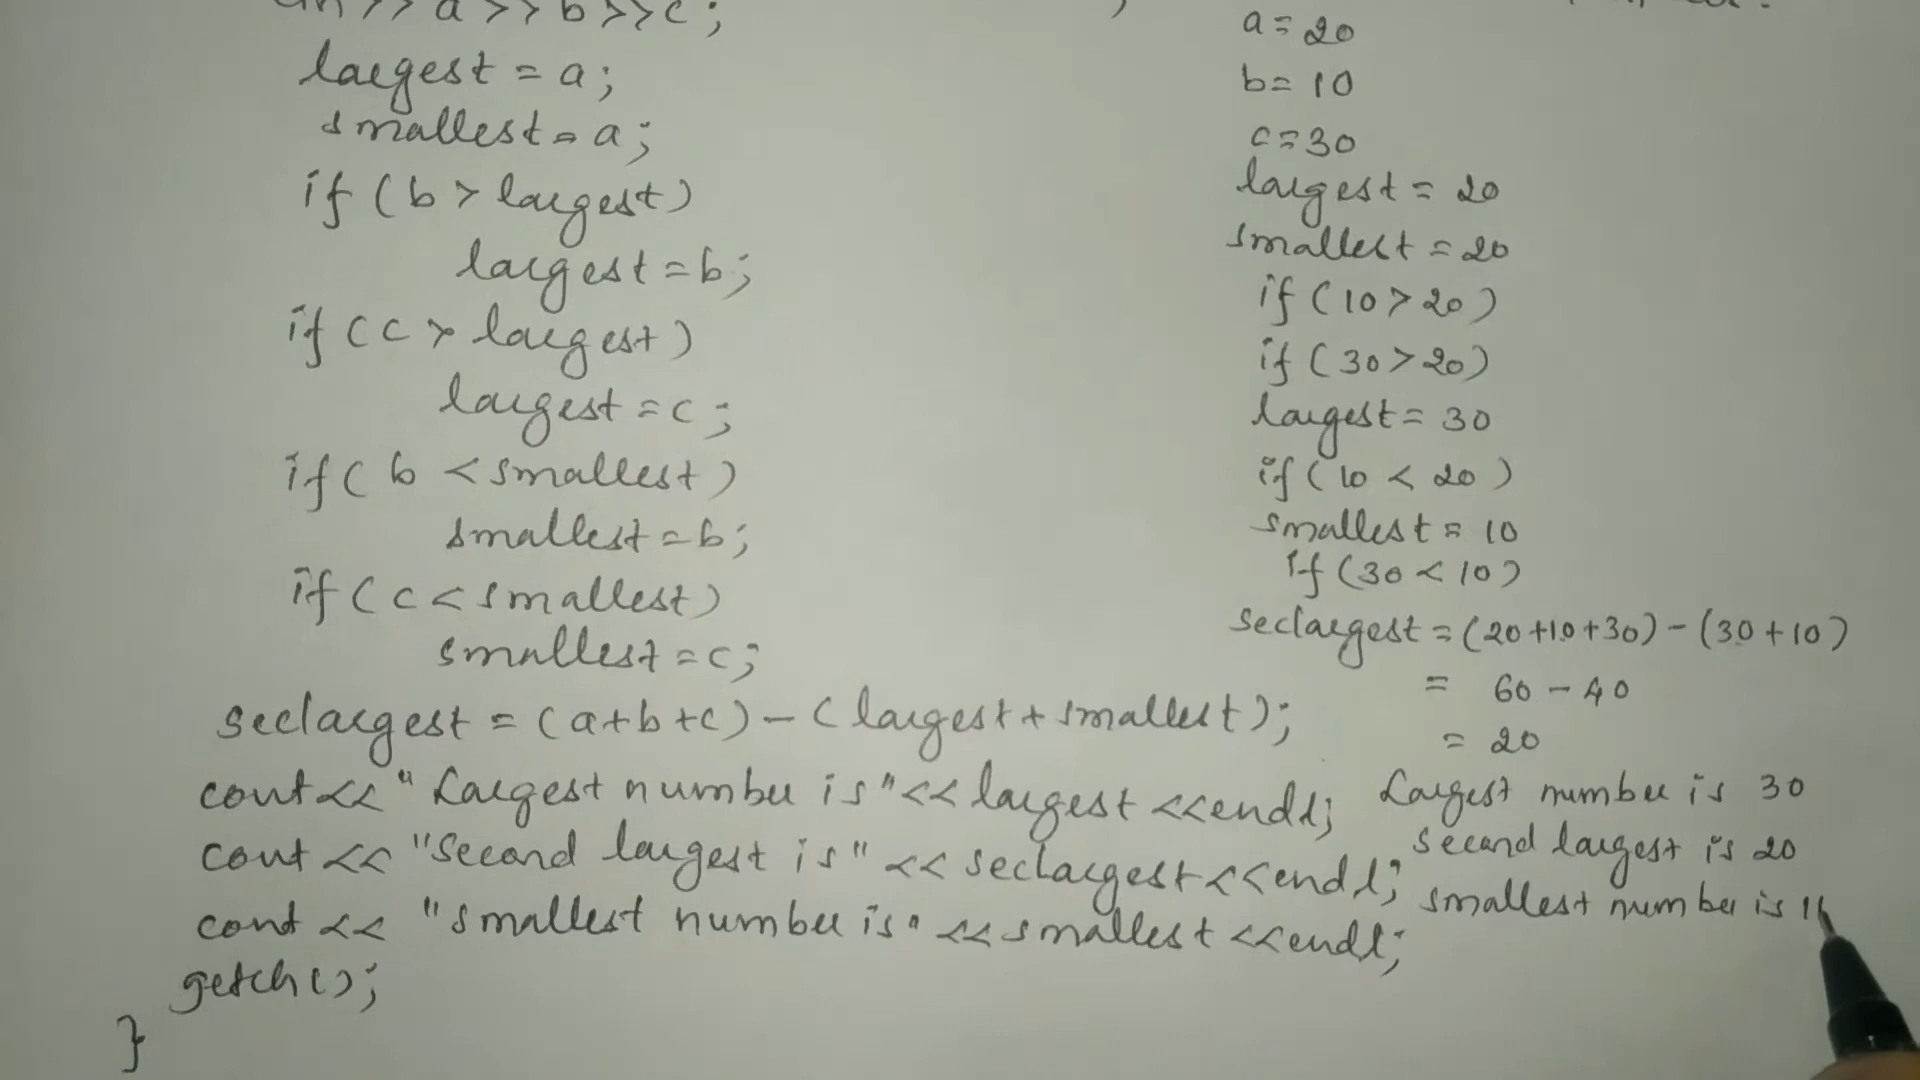 cin>>a>>b>>c;
largest = a;
smallest = a;
if (b > largest)
largest = b;
if (c > largest)
largest = c;
if( b < smallest)
smallest = b;
if (c < smallest)
smallest = c;
seclargest = (a+b+c) - (largest + smallest);
cout<<"Largest number is"<<largest <<endl;
cout << "Second largest is" << seclargest<<endl;
cout << "smallest number is" << smallest <<endl;
getch();
}
a = 20
b = 10
c = 30
largest = 20
smallest = 20
if (10 > 20)
if (30 > 20)
largest = 30
if (10 < 20)
smallest = 10
if (30 < 10)
seclargest = (20+10+30) - (30+10)
= 60 - 40
= 20
Largest number is 30
second largest is 20
smallest number is